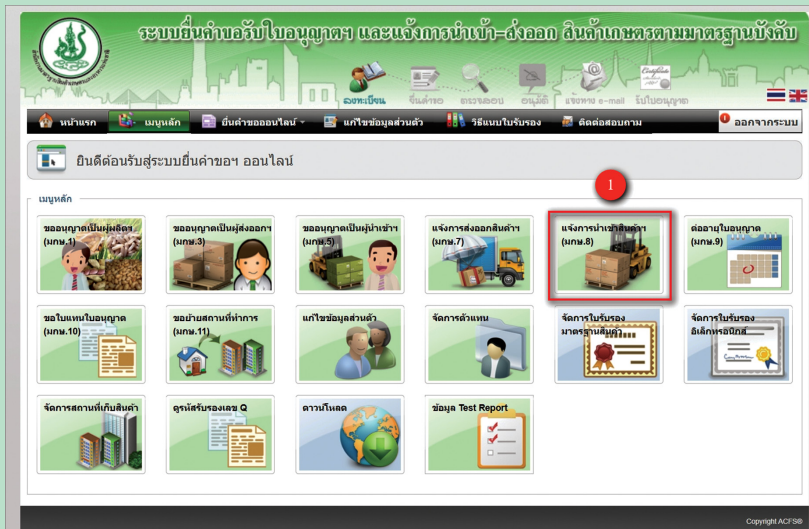 ระบบยื่นคำขอรับใบอนุญาตฯ และแจ้งการนำเข้า-ส่งออก สินค้าเกษตรตามมาตรฐานบังคับ
ลงทะเบียน ยื่นคำขอ ตรวจสอบ อนุมัติ แจ้งทาง e-mail รับใบอนุญาต
หน้าแรก เมนูหลัก ยื่นคำขอออนไลน์ แก้ไขข้อมูลส่วนตัว วิธีแนบใบรับรอง ติดต่อสอบถาม ออกจากระบบ
ยินดีต้อนรับสู่ระบบยื่นคำขอฯ ออนไลน์
1
เมนูหลัก
ขออนุญาตเป็นผู้ผลิตฯ
(มกษ.1)
ขออนุญาตเป็นผู้ส่งออกฯ
(มกษ.3)
ขออนุญาตเป็นผู้นำเข้าฯ
(มกษ.5)
แจ้งการส่งออกสินค้าฯ
(มกษ.7)
แจ้งการนำเข้าสินค้าฯ
(มกษ.8)
ต่ออายุใบอนุญาต
(มกษ.9)
ขอใบแทนใบอนุญาต
(มกษ.10)
ขอย้ายสถานที่ทำการ
(มกษ.11)
แก้ไขข้อมูลส่วนตัว
จัดการตัวแทน
จัดการใบรับรอง
มาตรฐานสินค้า
จัดการใบรับรอง
อิเล็กทรอนิกส์
จัดการสถานที่เก็บสินค้า
ดูรหัสรับรองเลข Q
ดาวน์โหลด
ข้อมูล Test Report
Copyright ACFS®